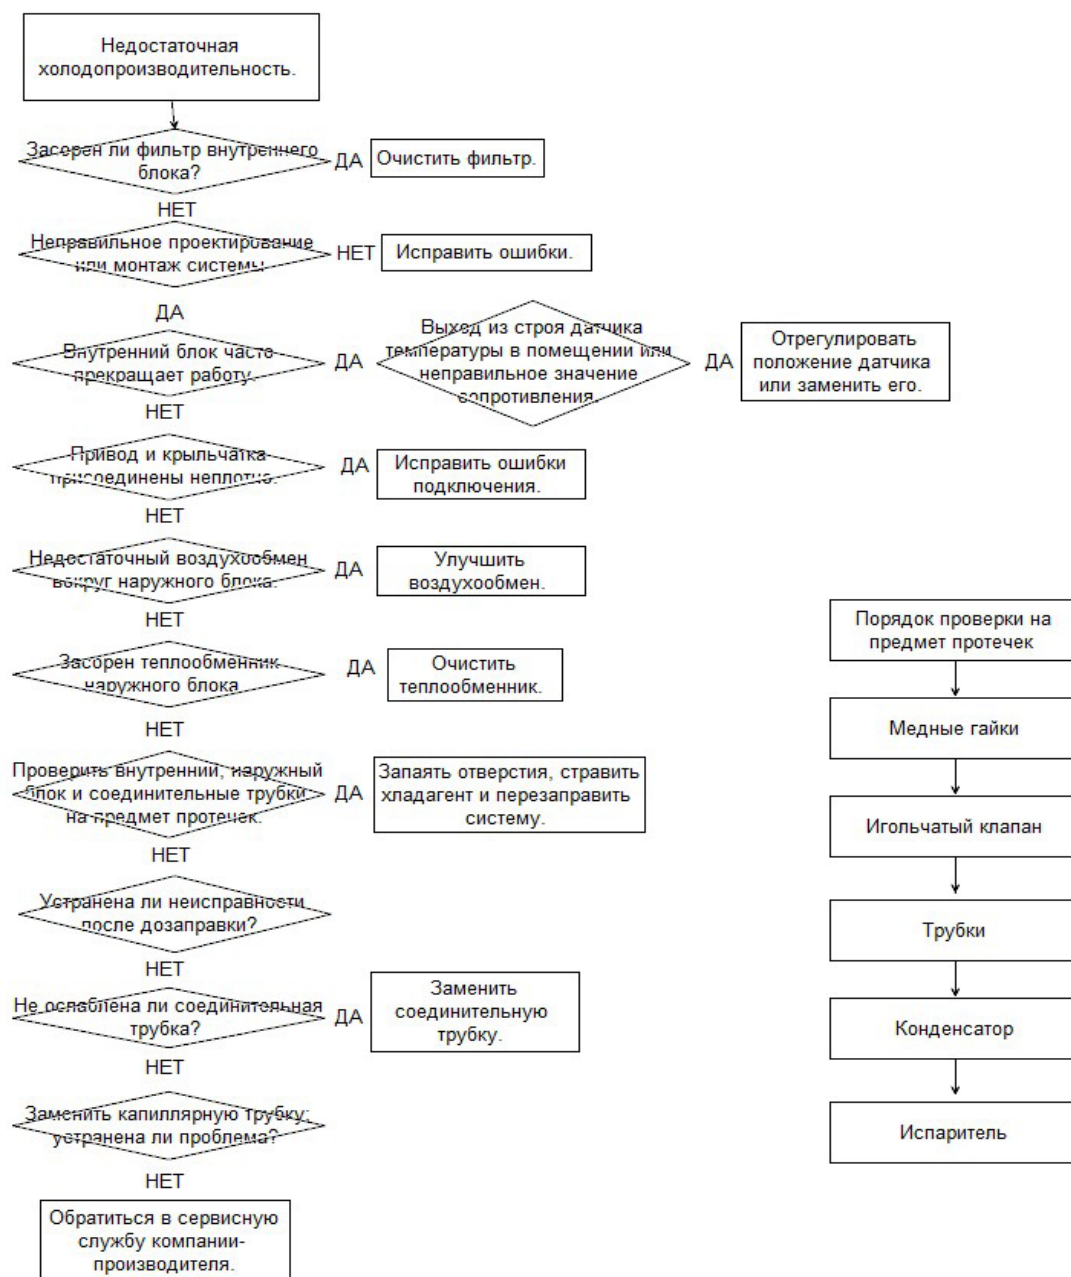 Недостаточная
холодопроизводительность.
Засорен ли фильтр внутреннего
блока?
ДА
Очистить фильтр.
НЕТ
Неправильное проектирование
или монтаж системы
НЕТ
Исправить ошибки.
ДА
Внутренний блок часто
прекращает работу.
ДА
Выход из строя датчика
температуры в помещении или
неправильное значение
сопротивления.
ДА
Отрегулировать
положение датчика
или заменить его.
НЕТ
Привод и крыльчатка
присоединены неплотно.
ДА
Исправить ошибки
подключения.
НЕТ
Недостаточный воздухообмен
вокруг наружного блока.
ДА
Улучшить
воздухообмен.
НЕТ
Засорен теплообменник
наружного блока
ДА
Очистить
теплообменник.
НЕТ
Проверить внутренний, наружный
блок и соединительные трубки
на предмет протечек.
ДА
Запаять отверстия, стравить
хладагент и перезаправить
систему.
НЕТ
Устранена ли неисправности
после дозаправки?
НЕТ
Не ослаблена ли соединительная
трубка?
ДА
Заменить
соединительную
трубку.
НЕТ
Заменить капиллярную трубку;
устранена ли проблема?
НЕТ
Обратиться в сервисную
службу компании-
производителя.
Порядок проверки на
предмет протечек
Медные гайки
Игольчатый клапан
Трубки
Конденсатор
Испаритель